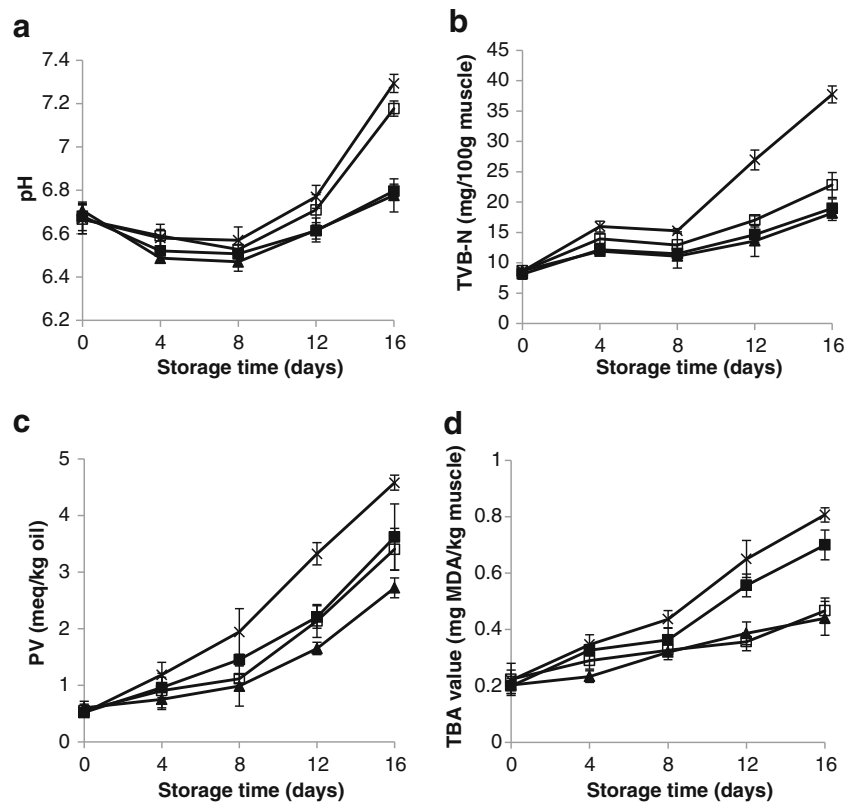 a
7.4
7.2
7
6.8
6.6
6.4
6.2
pH
0 4 8 12 16
Storage time (days)
b
45
40
35
30
25
20
15
10
5
0
TVB-N (mg/100g muscle)
0 4 8 12 16
Storage time (days)
c
5
4
3
2
1
0
PV (meq/kg oil)
0 4 8 12 16
Storage time (days)
d
1
0.8
0.6
0.4
0.2
0
TBA value (mg MDA/kg muscle)
0 4 8 12 16
Storage time (days)